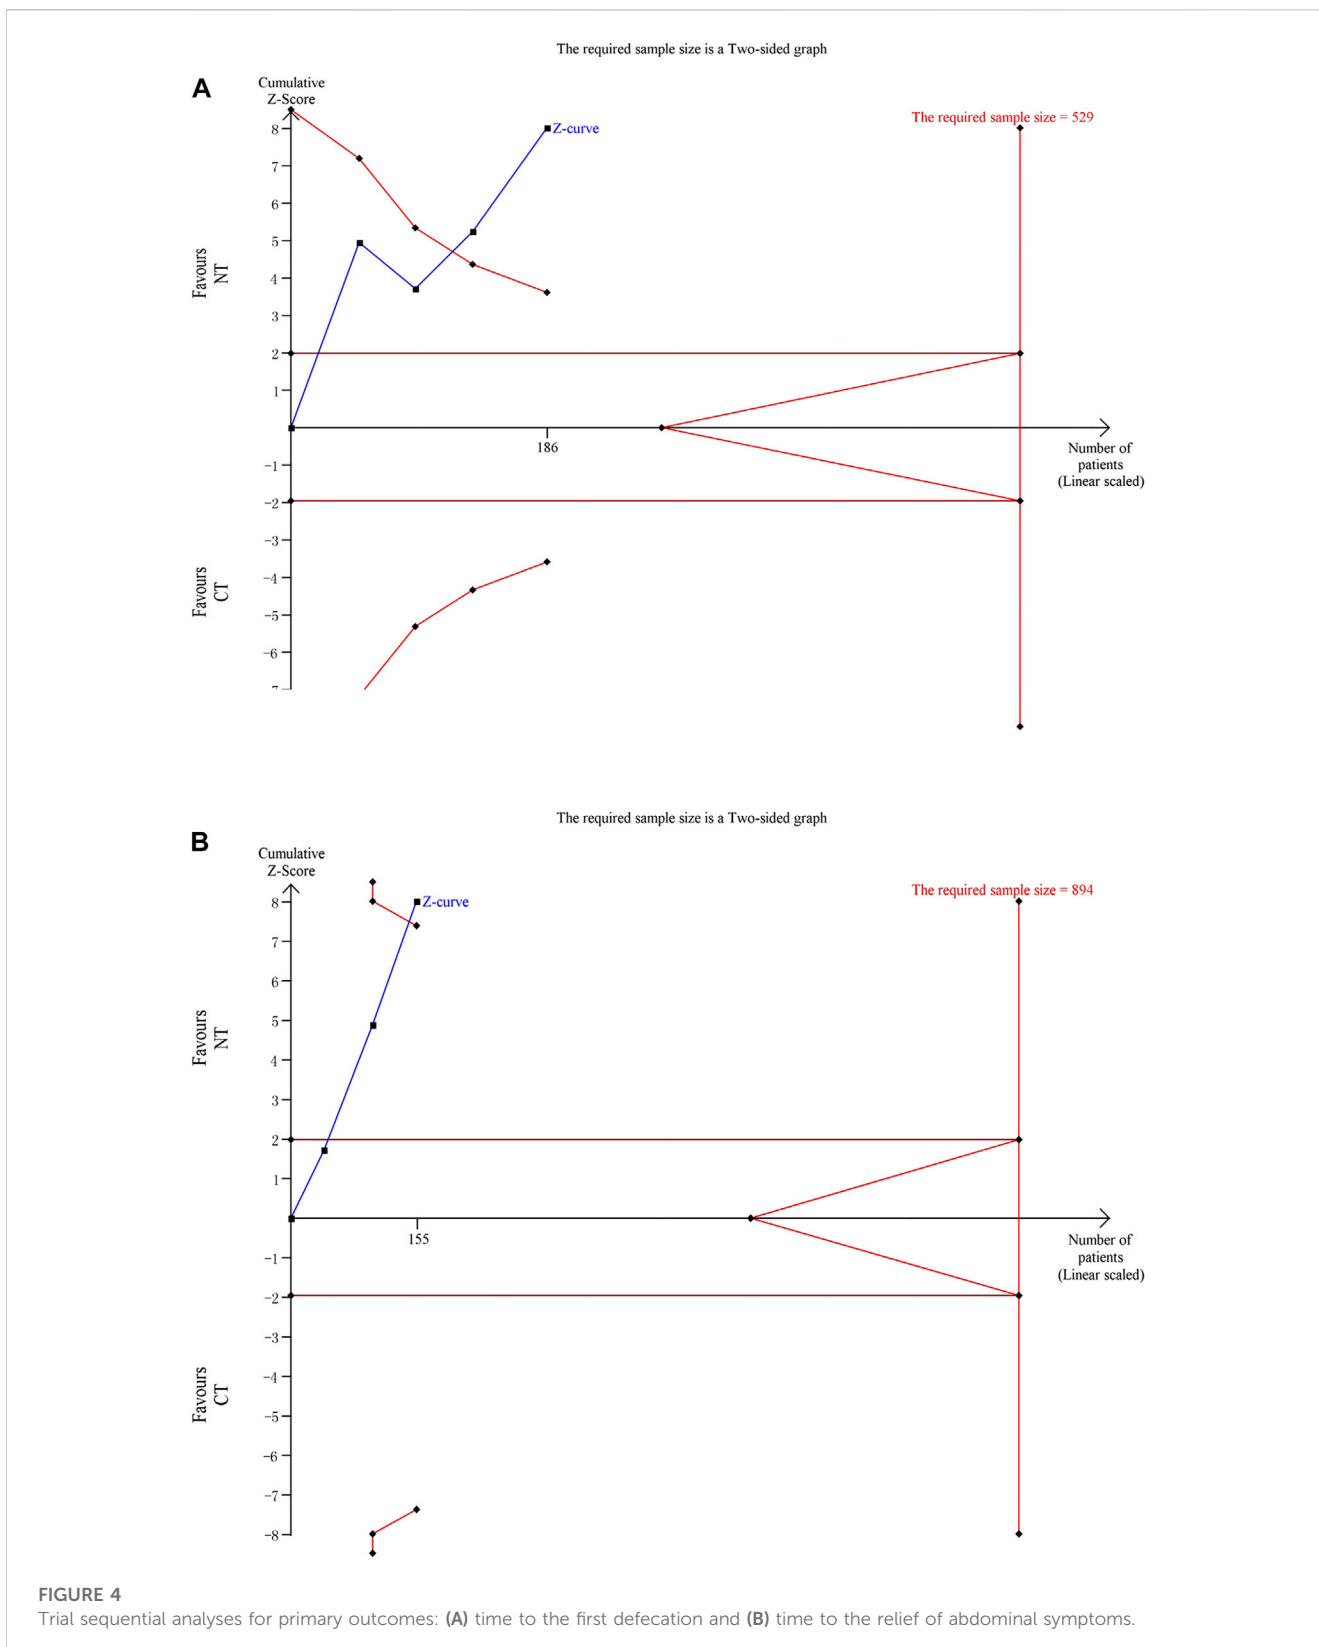 The required sample size is a Two-sided graph
A
Cumulative
Z-Score
The required sample size = 529
8
Z-curve
7
6
5
Favours
NT
4
3
2
1
186
Number of
patients
(Linear scaled)
-1
-2
-3
Favours
CT
-4
-5
-6
The required sample size is a Two-sided graph
B
Cumulative
Z-Score
The required sample size = 894
8
Z-curve
7
6
5
Favours
NT
4
3
2
1
155
Number of
patients
(Linear scaled)
-1
-2
-3
-4
Favours
CT
-5
-6
-7
-8
FIGURE 4
Trial sequential analyses for primary outcomes: (A) time to the first defecation and (B) time to the relief of abdominal symptoms.